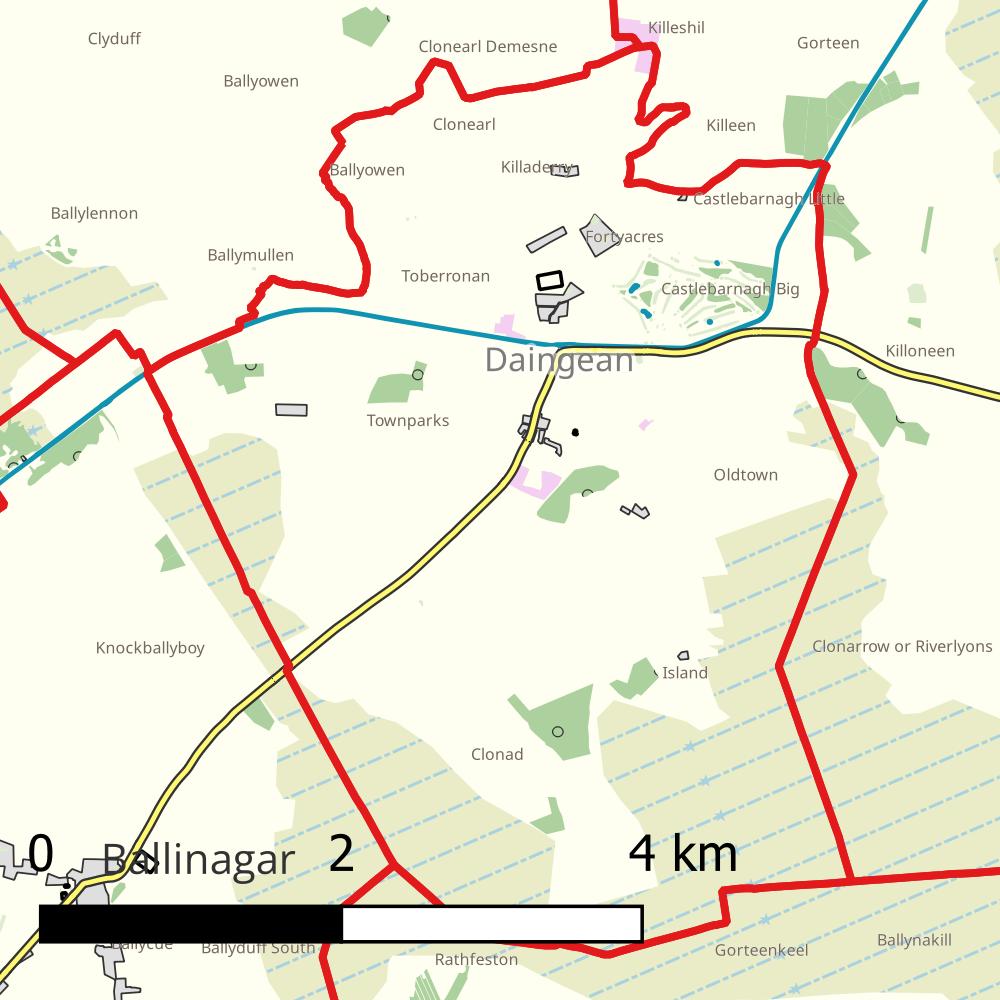 Killeshil
Clyduff
Gorteen
Clonearl Demesne
Ballyowen
Clonearl
Killeen
Killaderry
Ballyowen
Castlebarnagh Little
Ballylennon
Fortyacres
Ballymullen
Toberronan
Castlebarnagh Big
Killoneen
Daingean
Townparks
Oldtown
Knockballyboy
Clonarrow or Riverlyons
Island
Clonad
0 2 4 km
Ballinagar
Ballycue
Ballyduff South
Gorteenkeel
Ballynakill
Rathfeston